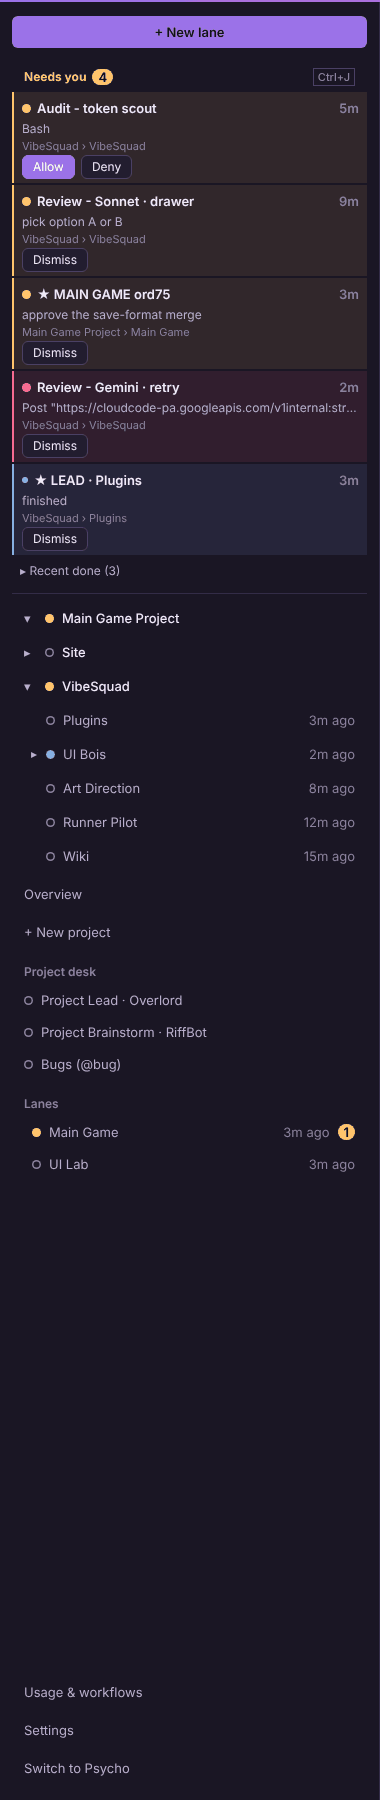 + New lane
Needs you 4 Ctrl+J
Audit - token scout 5m
Bash
VibeSquad › VibeSquad
Allow Deny
Review - Sonnet · drawer 9m
pick option A or B
VibeSquad › VibeSquad
Dismiss
★ MAIN GAME ord75 3m
approve the save-format merge
Main Game Project › Main Game
Dismiss
Review - Gemini · retry 2m
Post "https://cloudcode-pa.googleapis.com/v1internal:str...
VibeSquad › VibeSquad
Dismiss
★ LEAD · Plugins 3m
finished
VibeSquad › Plugins
Dismiss
▸ Recent done (3)
▾ Main Game Project
▸ Site
▾ VibeSquad
Plugins 3m ago
▸ UI Bois 2m ago
Art Direction 8m ago
Runner Pilot 12m ago
Wiki 15m ago
Overview
+ New project
Project desk
Project Lead · Overlord
Project Brainstorm · RiffBot
Bugs (@bug)
Lanes
Main Game 3m ago 1
UI Lab 3m ago
Usage & workflows
Settings
Switch to Psycho